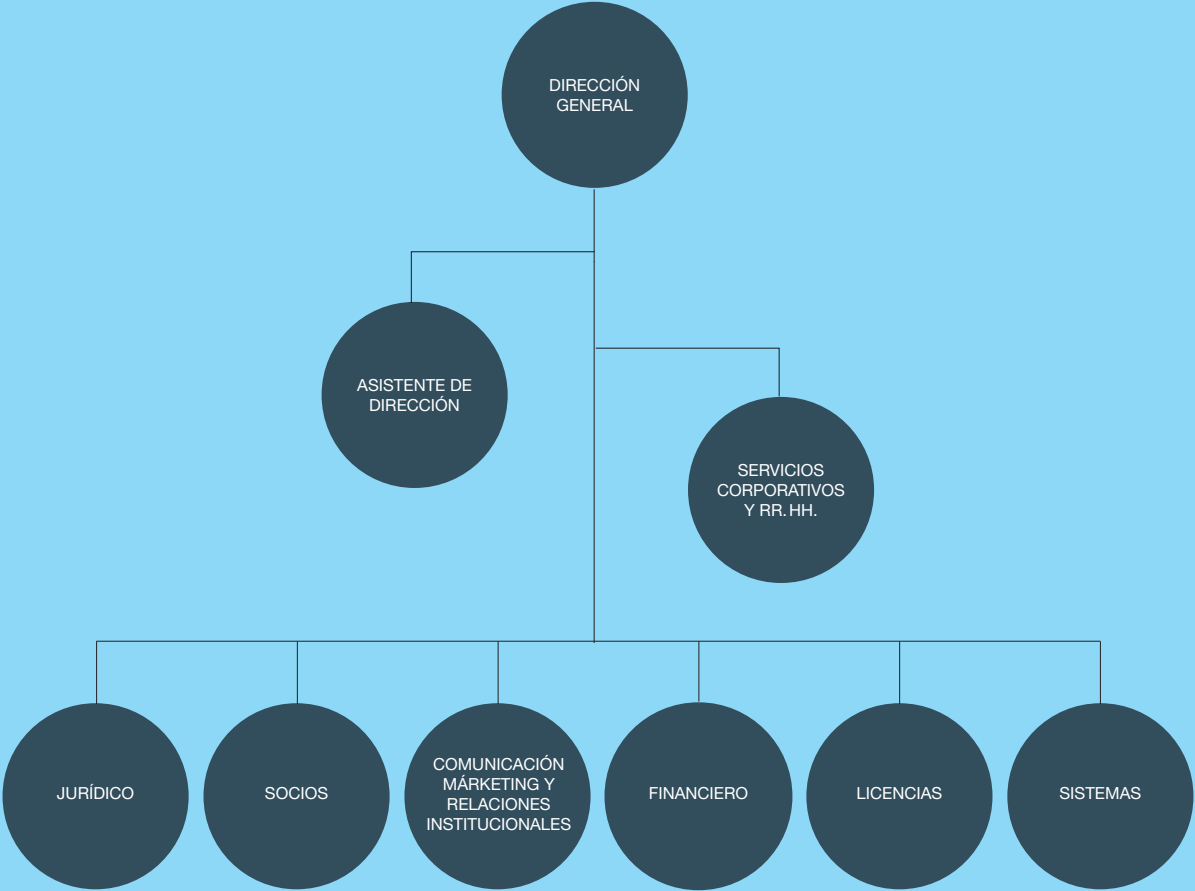 DIRECCIÓN
GENERAL
ASISTENTE DE
DIRECCIÓN
SERVICIOS
CORPORATIVOS
Y RR. HH.
JURÍDICO
SOCIOS
COMUNICACIÓN
MÁRKETING Y
RELACIONES
INSTITUCIONALES
FINANCIERO
LICENCIAS
SISTEMAS